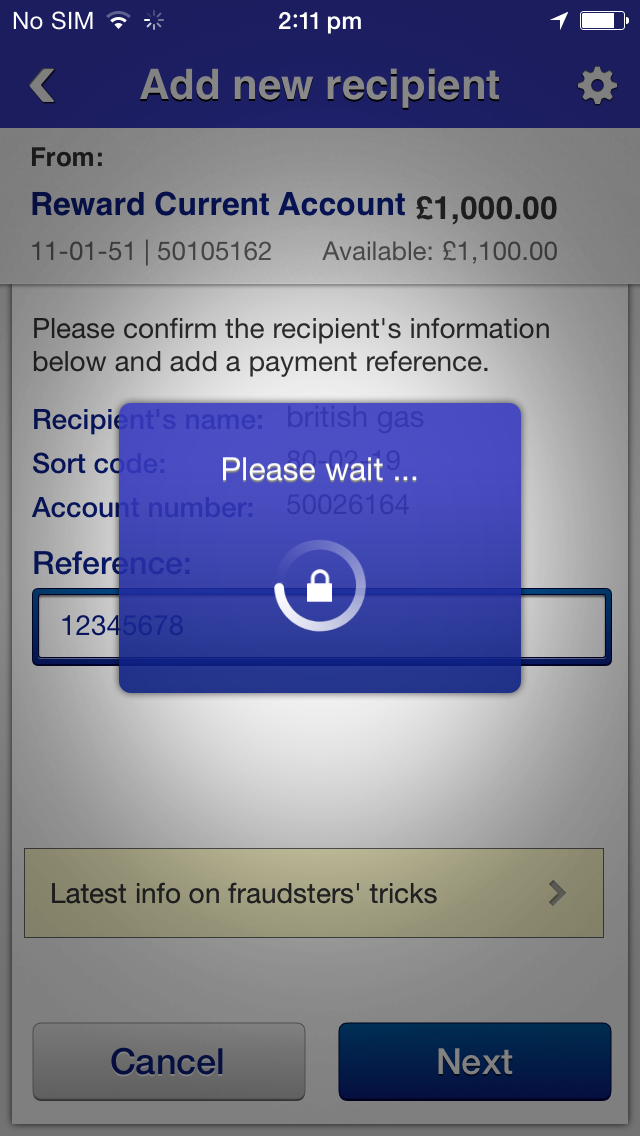 No SIM 2:11 pm
Add new recipient
From:
Reward Current Account £1,000.00
11-01-51 | 50105162 Available: £1,100.00
Please confirm the recipient's information
below and add a payment reference.
Recipient's name: british gas
Sort code: 80-02-19
Please wait ...
Account number: 50026164
Reference:
12345678
Latest info on fraudsters' tricks
Cancel Next